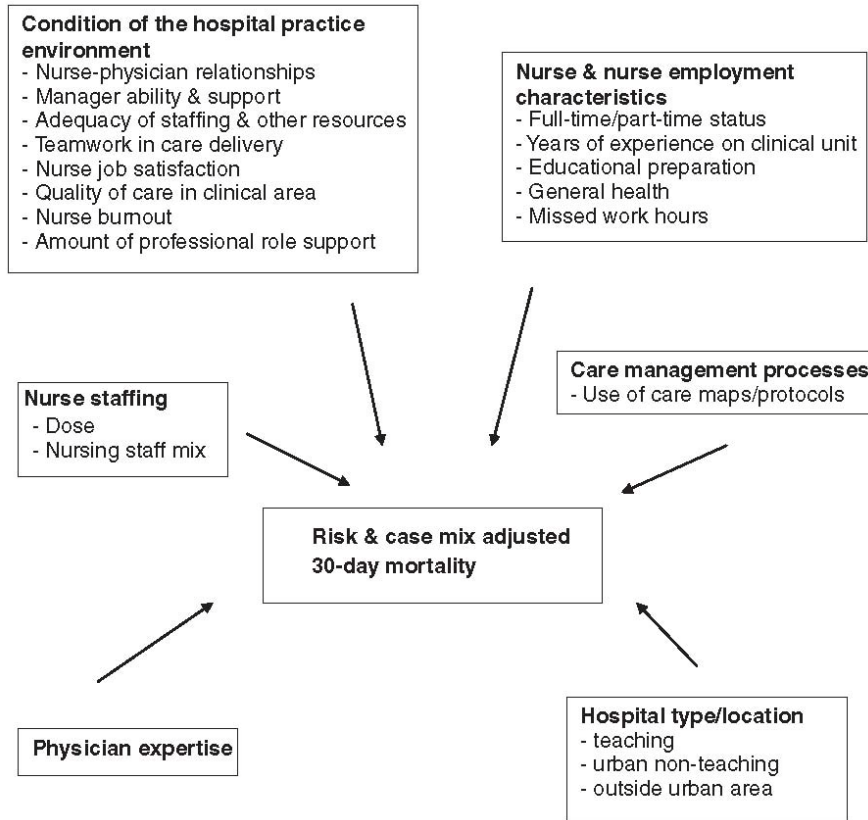 Condition of the hospital practice
environment
- Nurse-physician relationships
- Manager ability & support
- Adequacy of staffing & other resources
- Teamwork in care delivery
- Nurse job satisfaction
- Quality of care in clinical area
- Nurse burnout
- Amount of professional role support
Nurse & nurse employment
characteristics
- Full-time/part-time status
- Years of experience on clinical unit
- Educational preparation
- General health
- Missed work hours
Nurse staffing
- Dose
- Nursing staff mix
Care management processes
- Use of care maps/protocols
Risk & case mix adjusted
30-day mortality
Physician expertise
Hospital type/location
- teaching
- urban non-teaching
- outside urban area